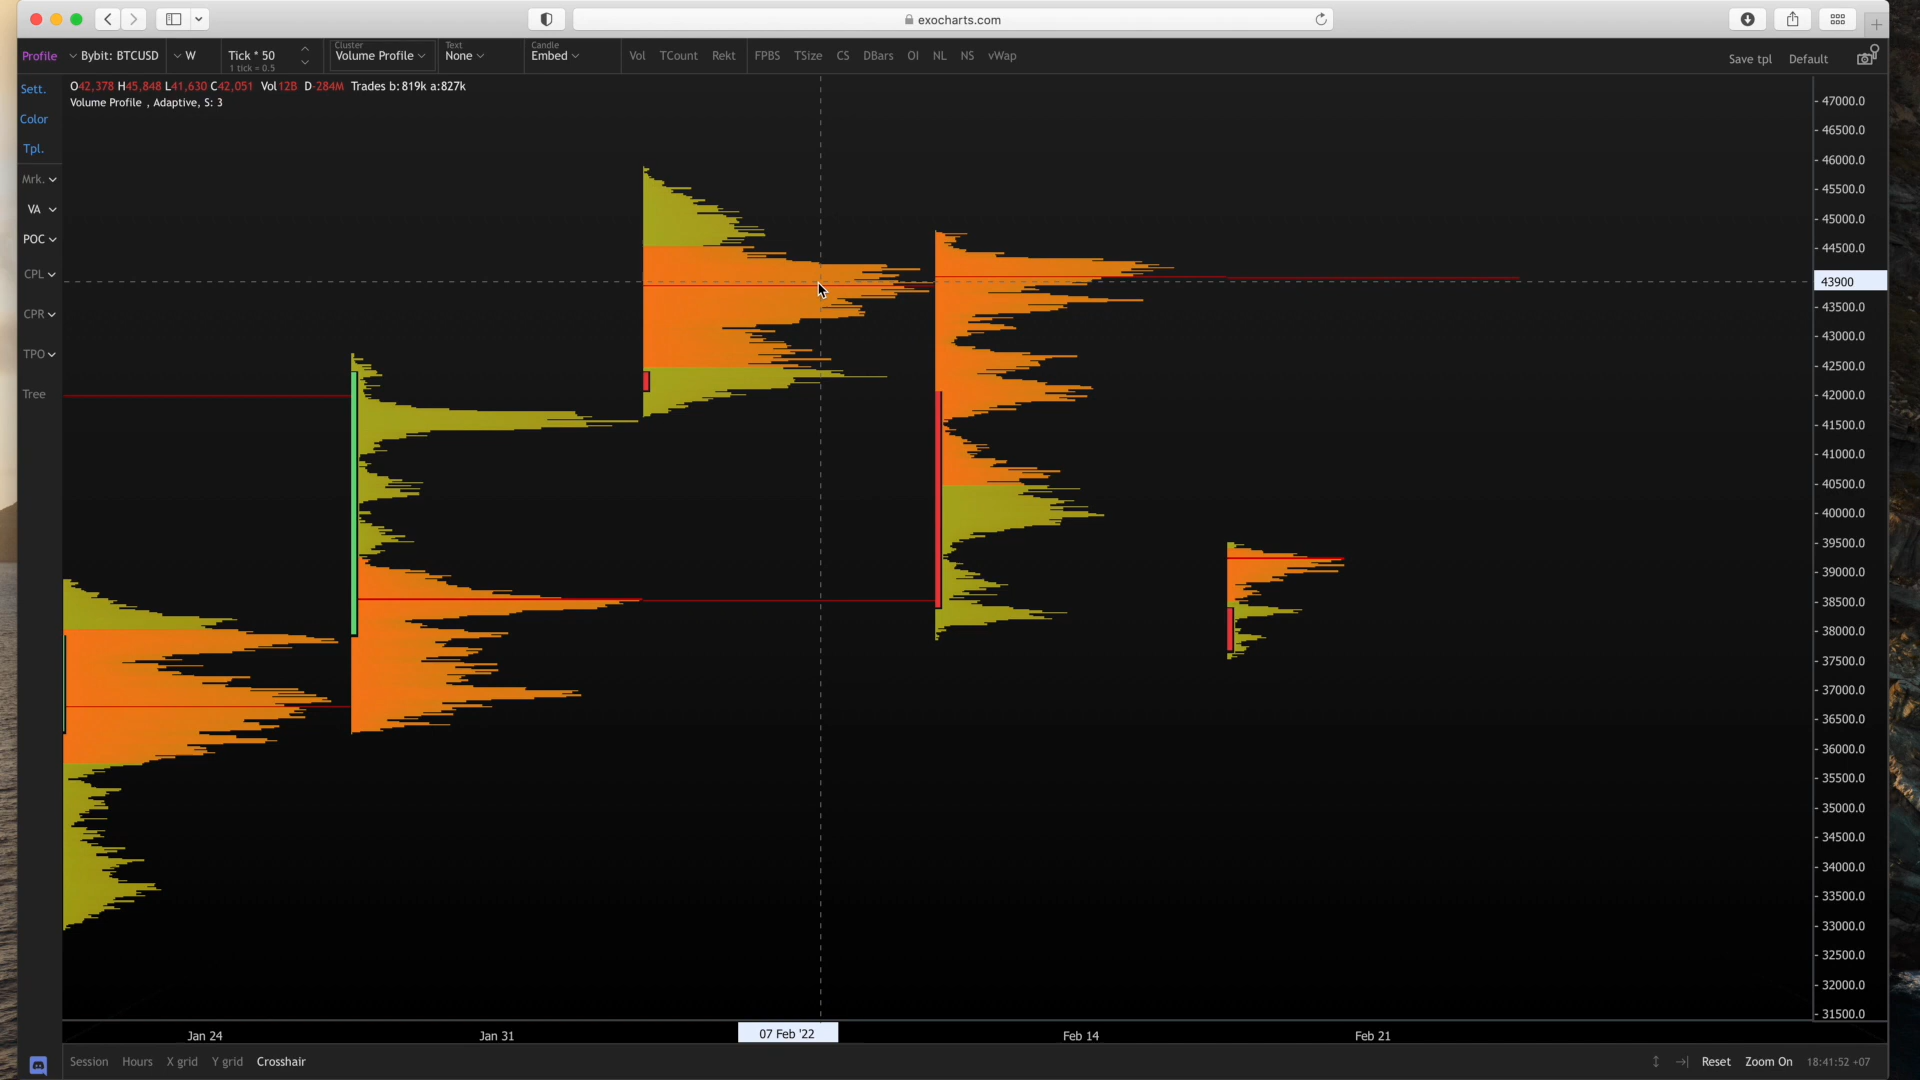 exocharts.com
Profile Bybit: BTCUSD W Tick * 50 1 tick = 0.5 Cluster Volume Profile Text None Candle Embed Vol TCount Rekt FPBS TSize CS DBars OI NL NS vWap Save tpl Default
Sett. O42,378 H45,848 L41,630 C42,051 Vol12B D-284M Trades b:819k a:827k
Volume Profile , Adaptive, S: 3
Color
Tpl.
Mrk.
VA
POC
CPL
CPR
TPO
Tree
47000.0
46500.0
46000.0
45500.0
45000.0
44500.0
43900
43500.0
43000.0
42500.0
42000.0
41500.0
41000.0
40500.0
40000.0
39500.0
39000.0
38500.0
38000.0
37500.0
37000.0
36500.0
36000.0
35500.0
35000.0
34500.0
34000.0
33500.0
33000.0
32500.0
32000.0
31500.0
Jan 24 Jan 31 07 Feb '22 Feb 14 Feb 21
Session Hours X grid Y grid Crosshair Reset Zoom On 18:41:52 +07